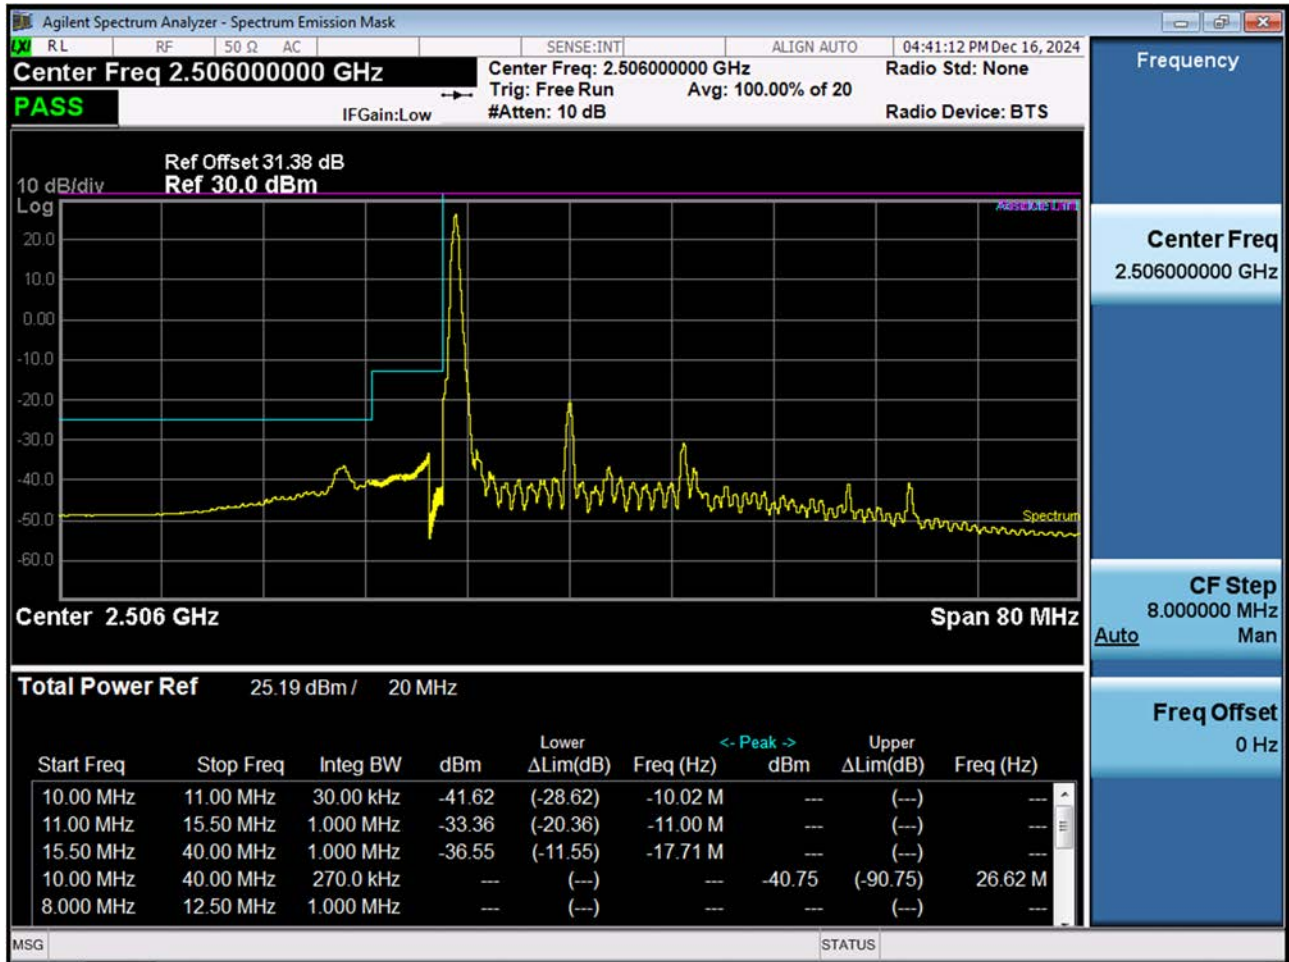 Agilent Spectrum Analyzer - Spectrum Emission Mask
LXI RL RF 50 Ω AC SENSE:INT ALIGN AUTO 04:41:12 PM Dec 16, 2024
Center Freq 2.506000000 GHz Center Freq: 2.506000000 GHz Radio Std: None
Trig: Free Run Avg: 100.00% of 20
PASS IFGain:Low #Atten: 10 dB Radio Device: BTS
Ref Offset 31.38 dB
10 dB/div Ref 30.0 dBm
Log
Absolute Limit
20.0
10.0
0.00
-10.0
-20.0
-30.0
-40.0
-50.0
Spectrum
-60.0
Center 2.506 GHz Span 80 MHz
Total Power Ref 25.19 dBm / 20 MHz
Lower <- Peak -> Upper
Start Freq Stop Freq Integ BW dBm ΔLim(dB) Freq (Hz) dBm ΔLim(dB) Freq (Hz)
10.00 MHz 11.00 MHz 30.00 kHz -41.62 (-28.62) -10.02 M --- (---) ---
11.00 MHz 15.50 MHz 1.000 MHz -33.36 (-20.36) -11.00 M --- (---) ---
15.50 MHz 40.00 MHz 1.000 MHz -36.55 (-11.55) -17.71 M --- (---) ---
10.00 MHz 40.00 MHz 270.0 kHz --- (---) --- -40.75 (-90.75) 26.62 M
8.000 MHz 12.50 MHz 1.000 MHz --- (---) --- --- (---) ---
MSG STATUS
Frequency
Center Freq
2.506000000 GHz
CF Step
8.000000 MHz
Auto Man
Freq Offset
0 Hz